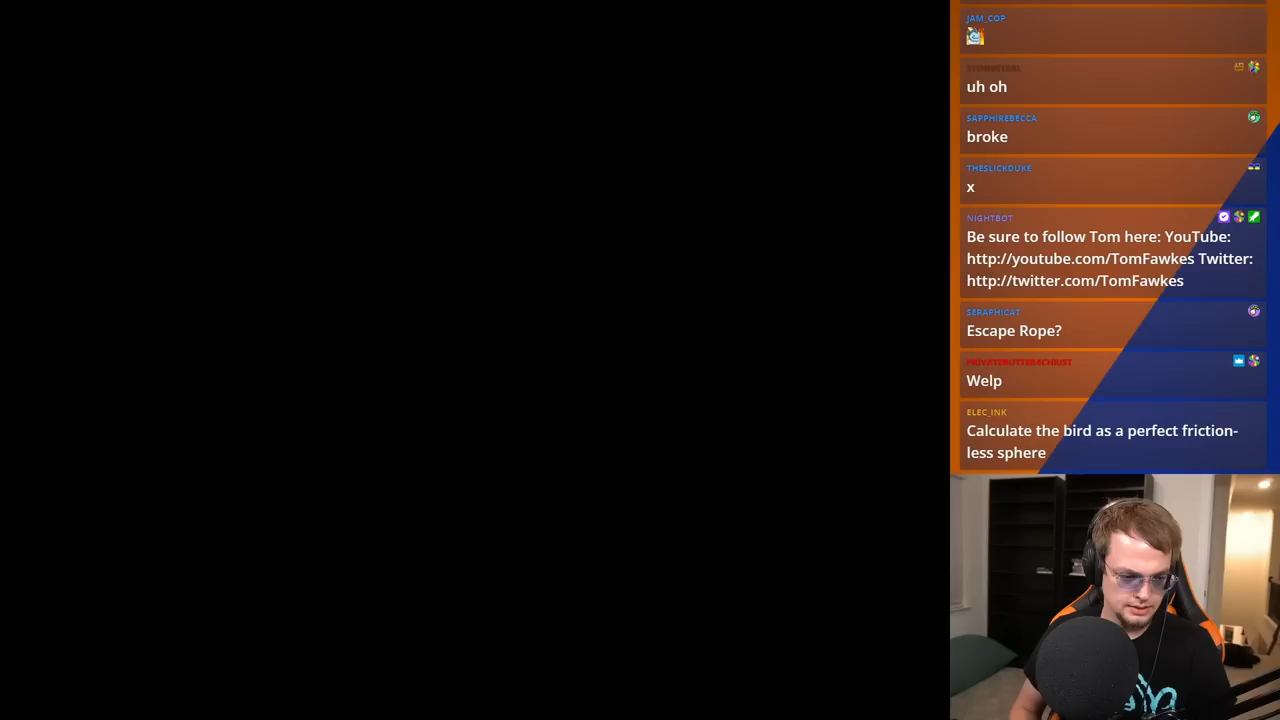 JAM_COP
uh oh
SAPPHIREBECCA
broke
THESLICKDUKE
x
NIGHTBOT
Be sure to follow Tom here: YouTube:
http://youtube.com/TomFawkes Twitter:
http://twitter.com/TomFawkes
SERAPHICAT
Escape Rope?
Welp
ELEC_INK
Calculate the bird as a perfect friction-
less sphere